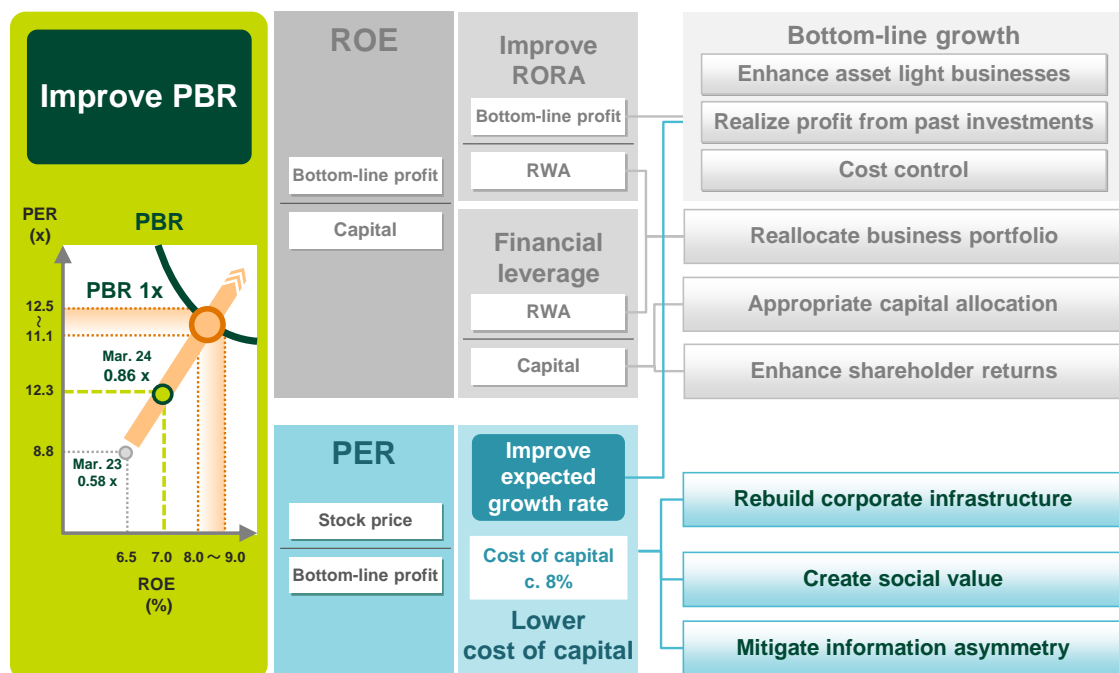 Improve PBR
PER
(x)
PBR
PBR 1x
12.5
~
11.1
Mar. 24
0.86 x
12.3
8.8
Mar. 23
0.58 x
6.5
7.0
8.0 ~ 9.0
ROE
(%)
ROE
Bottom-line profit
Capital
Improve
RORA
Bottom-line profit
RWA
Financial
leverage
RWA
Capital
Bottom-line growth
Enhance asset light businesses
Realize profit from past investments
Cost control
Reallocate business portfolio
Appropriate capital allocation
Enhance shareholder returns
PER
Stock price
Bottom-line profit
Improve
expected
growth rate
Cost of capital
c. 8%
Lower
cost of capital
Rebuild corporate infrastructure
Create social value
Mitigate information asymmetry